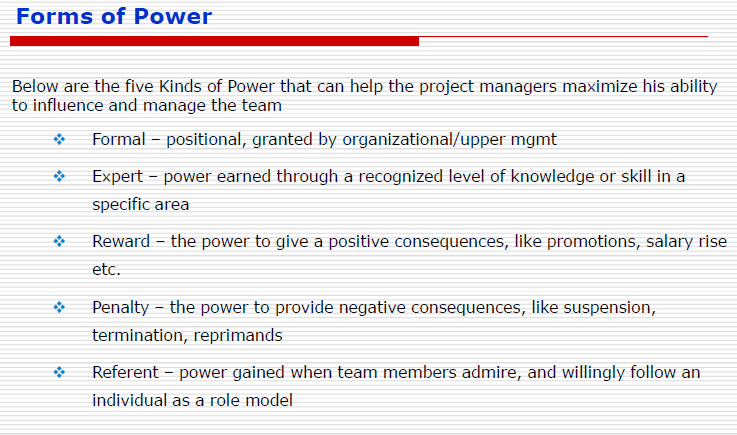 Forms of Power
Below are the five Kinds of Power that can help the project managers maximize his ability
to influence and manage the team
Formal – positional, granted by organizational/upper mgmt
Expert – power earned through a recognized level of knowledge or skill in a
specific area
Reward – the power to give a positive consequences, like promotions, salary rise
etc.
Penalty – the power to provide negative consequences, like suspension,
termination, reprimands
Referent – power gained when team members admire, and willingly follow an
individual as a role model